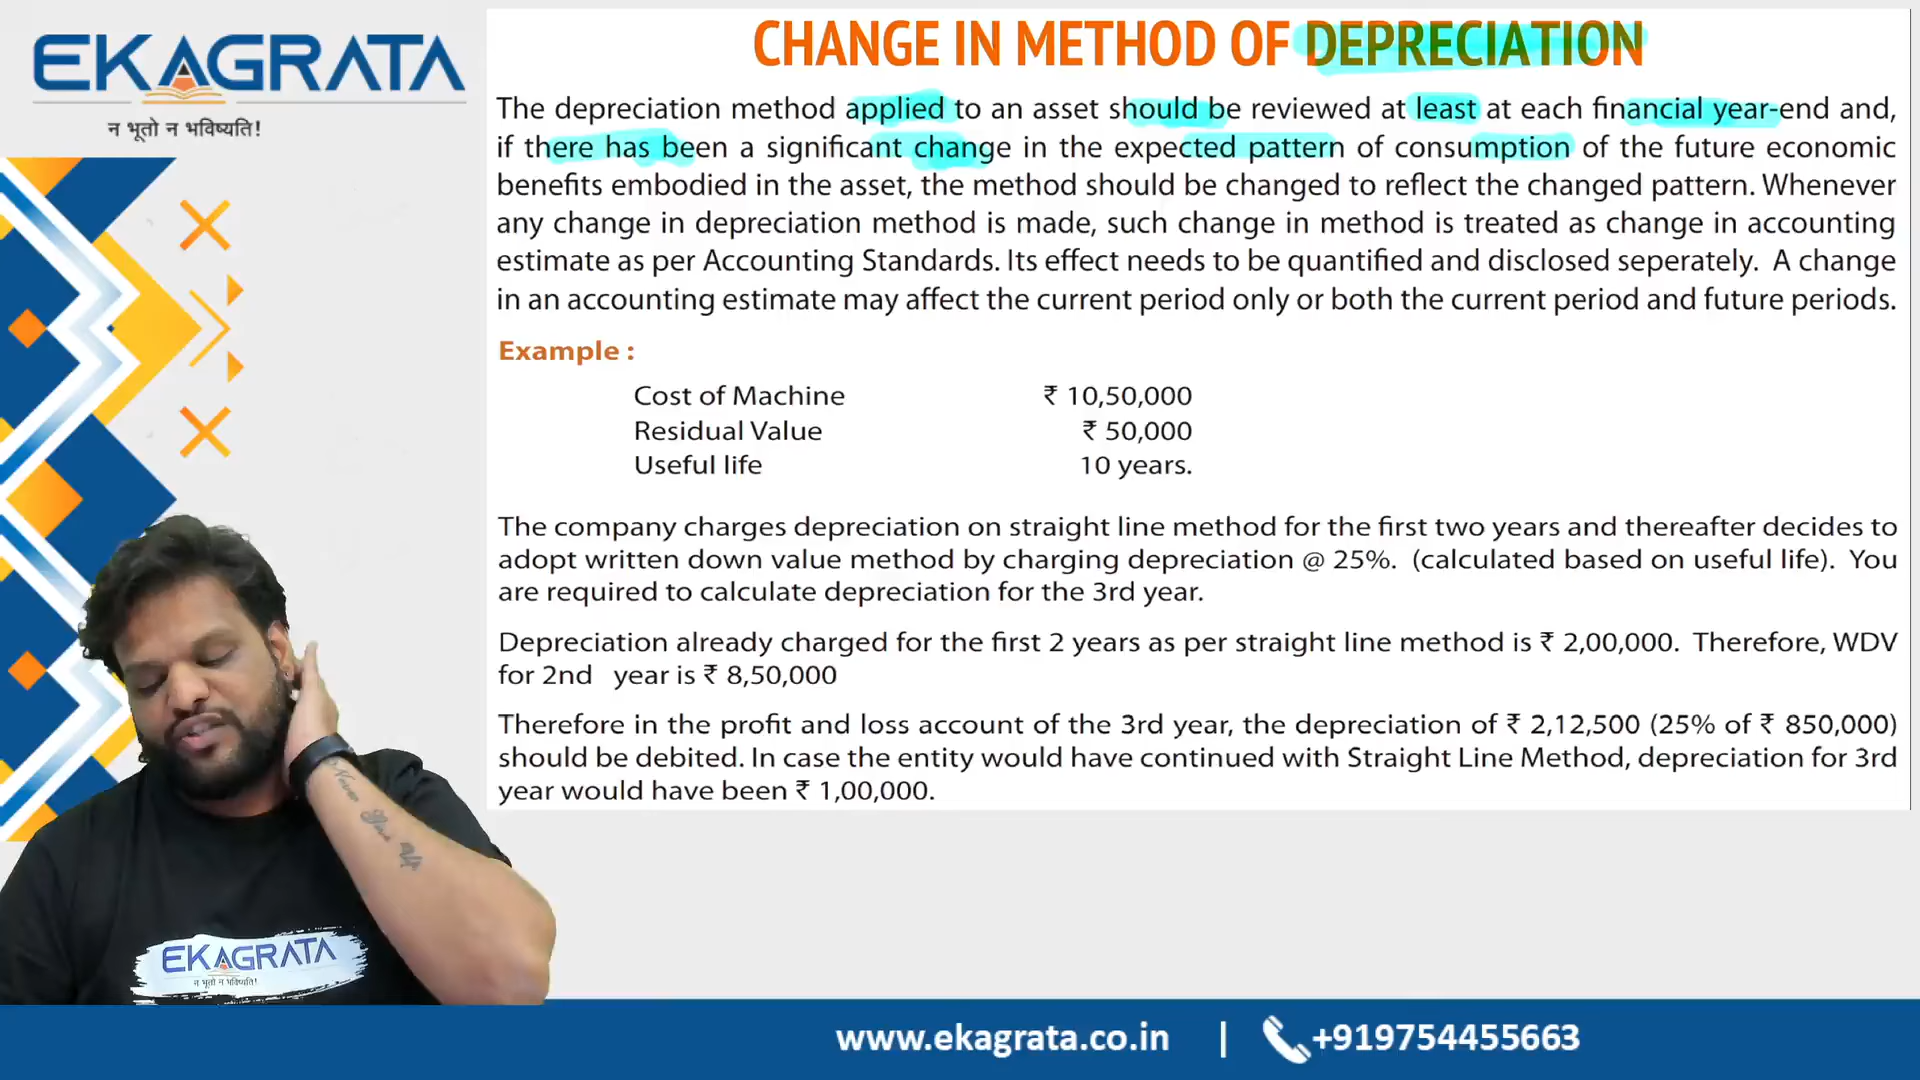 EKAGRATA
न भूतो न भविष्यति!
CHANGE IN METHOD OF DEPRECIATION
The depreciation method applied to an asset should be reviewed at least at each financial year-end and,
if there has been a significant change in the expected pattern of consumption of the future economic
benefits embodied in the asset, the method should be changed to reflect the changed pattern. Whenever
any change in depreciation method is made, such change in method is treated as change in accounting
estimate as per Accounting Standards. Its effect needs to be quantified and disclosed seperately. A change
in an accounting estimate may affect the current period only or both the current period and future periods.
Example :
Cost of Machine ₹ 10,50,000
Residual Value ₹ 50,000
Useful life 10 years.
The company charges depreciation on straight line method for the first two years and thereafter decides to
adopt written down value method by charging depreciation @ 25%. (calculated based on useful life). You
are required to calculate depreciation for the 3rd year.
Depreciation already charged for the first 2 years as per straight line method is ₹ 2,00,000. Therefore, WDV
for 2nd year is ₹ 8,50,000
Therefore in the profit and loss account of the 3rd year, the depreciation of ₹ 2,12,500 (25% of ₹ 850,000)
should be debited. In case the entity would have continued with Straight Line Method, depreciation for 3rd
year would have been ₹ 1,00,000.
EKAGRATA
न भूतो न भविष्यति!
www.ekagrata.co.in | +919754455663